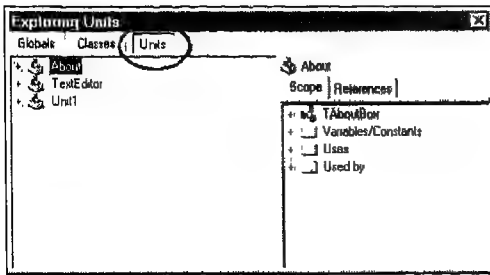 Exploring Units
Globals Classes Units
About
TextEditor
Unit1
About
Scope References
TAboutBox
Variables/Constants
Uses
Used by